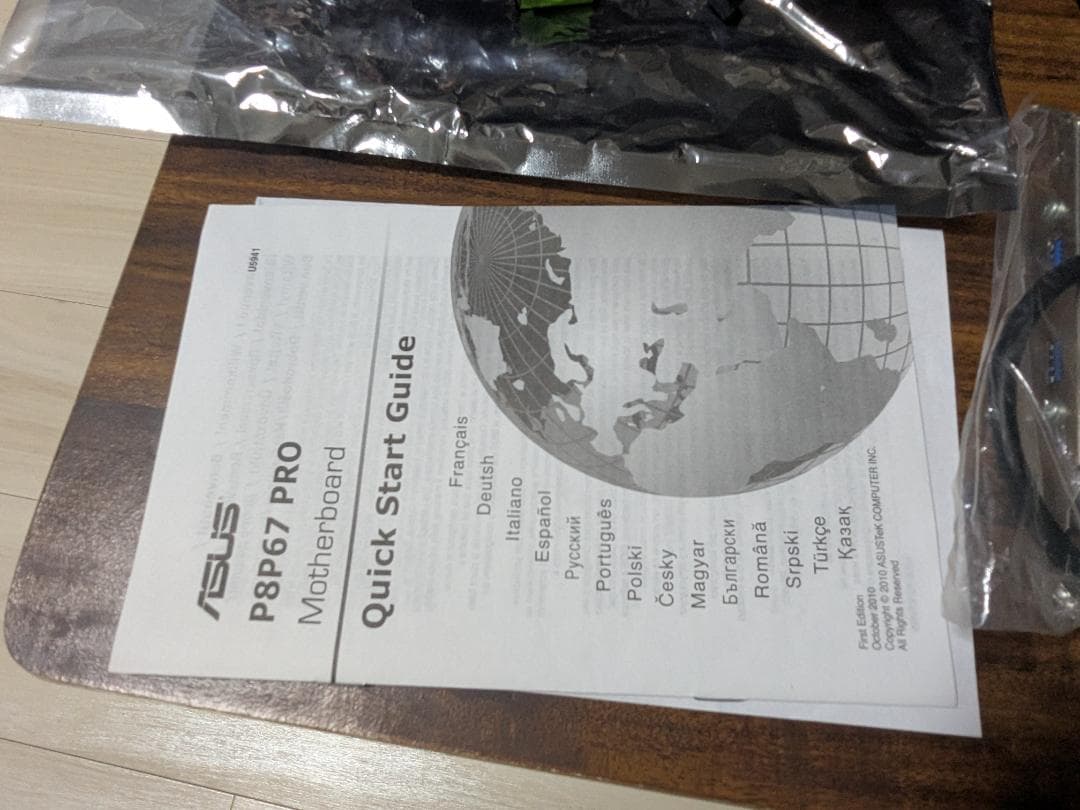 U5941
ASUS
P8P67 PRO
Motherboard
Quick Start Guide
Français
Deutsh
Italiano
Español
Русский
Português
Polski
Česky
Magyar
Български
Română
Srpski
Türkçe
Қазақ
First Edition
October 2010
Copyright © 2010 ASUSTeK COMPUTER INC.
All Rights Reserved